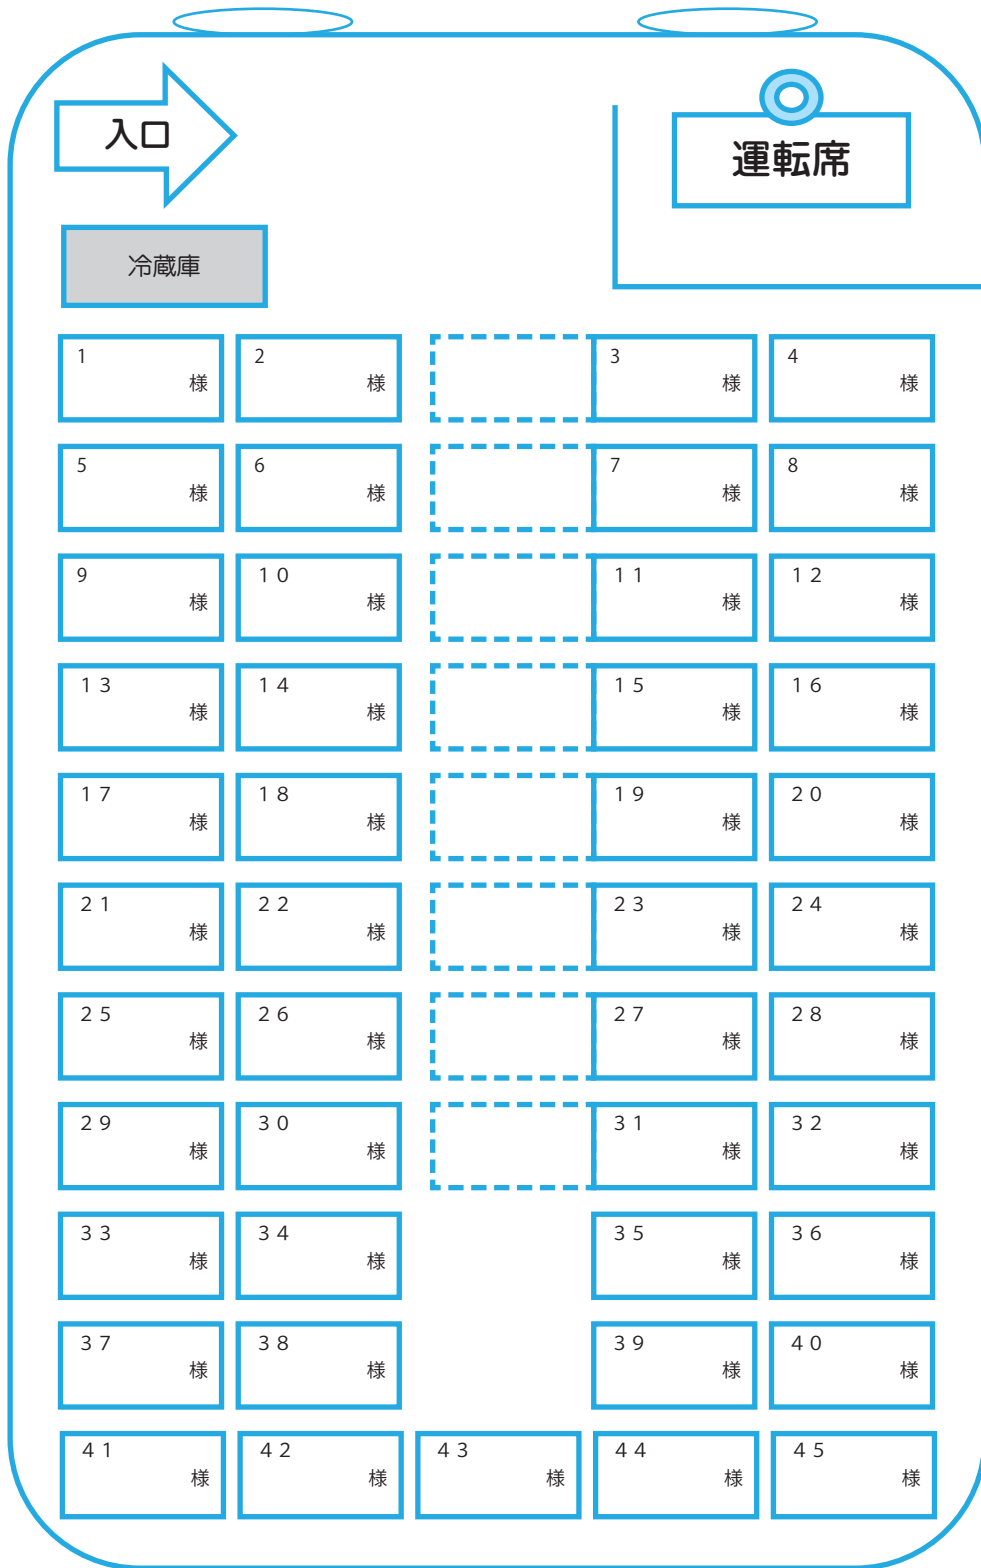 入口
運転席
冷蔵庫
1 様 2 様 3 様 4 様
5 様 6 様 7 様 8 様
9 様 10 様 11 様 12 様
13 様 14 様 15 様 16 様
17 様 18 様 19 様 20 様
21 様 22 様 23 様 24 様
25 様 26 様 27 様 28 様
29 様 30 様 31 様 32 様
33 様 34 様 35 様 36 様
37 様 38 様 39 様 40 様
41 様 42 様 43 様 44 様 45 様